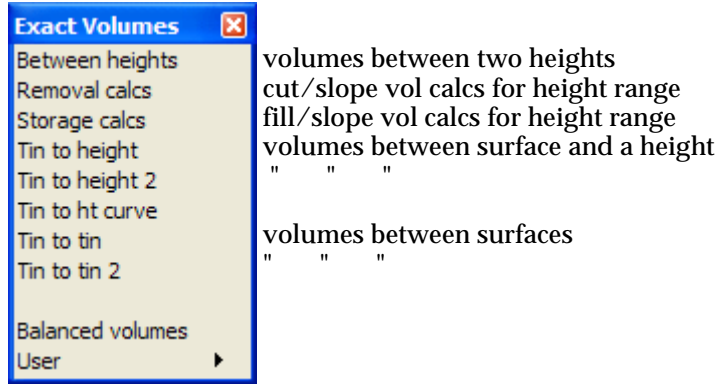 Exact Volumes
Between heights volumes between two heights
Removal calcs cut/slope vol calcs for height range
Storage calcs fill/slope vol calcs for height range
Tin to height volumes between surface and a height
Tin to height 2 " " "
Tin to ht curve
Tin to tin volumes between surfaces
Tin to tin 2 " " "
Balanced volumes
User